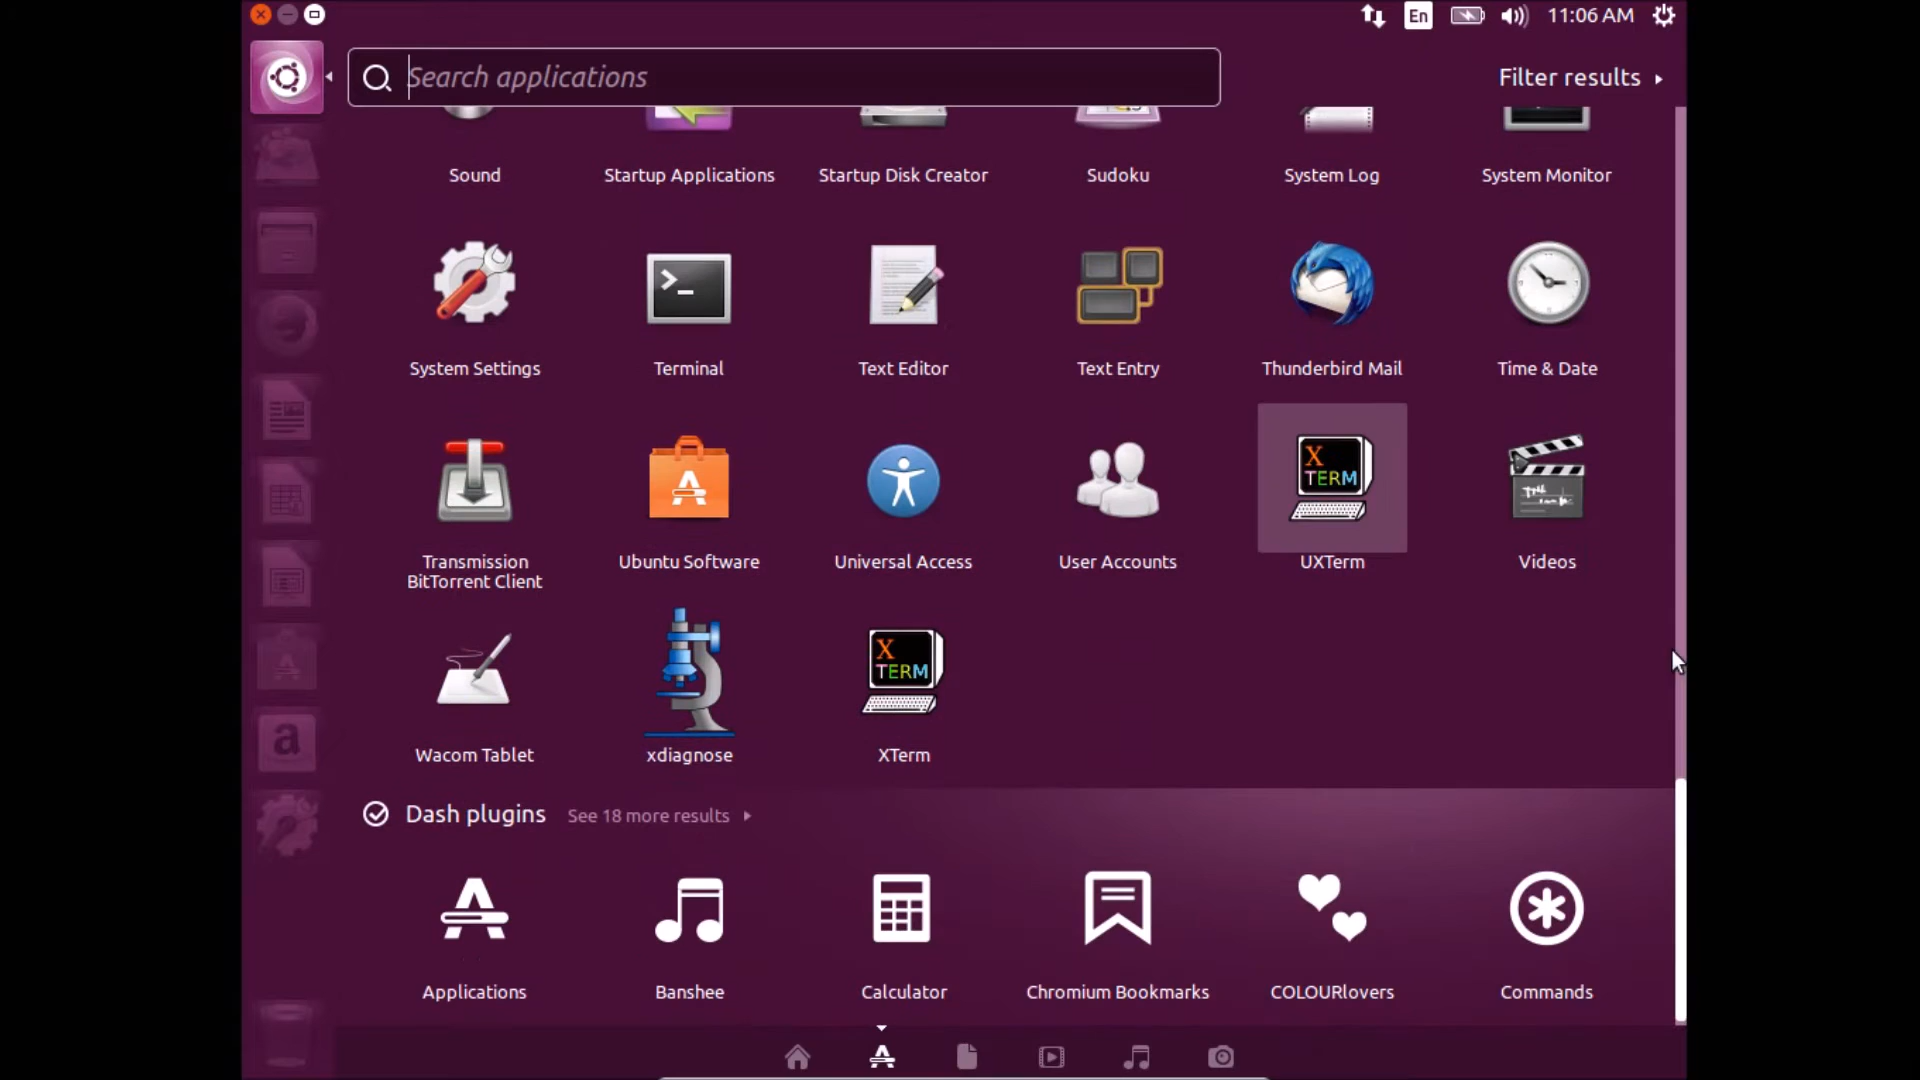 En
11:06 AM
Search applications
Filter results
Sound
Startup Applications
Startup Disk Creator
Sudoku
System Log
System Monitor
>_
System Settings
Terminal
Text Editor
Text Entry
Thunderbird Mail
Time & Date
X
TERM
Transmission
BitTorrent Client
Ubuntu Software
Universal Access
User Accounts
UXTerm
Videos
X
TERM
Wacom Tablet
xdiagnose
XTerm
Dash plugins
See 18 more results
Applications
Banshee
Calculator
Chromium Bookmarks
COLOURlovers
Commands